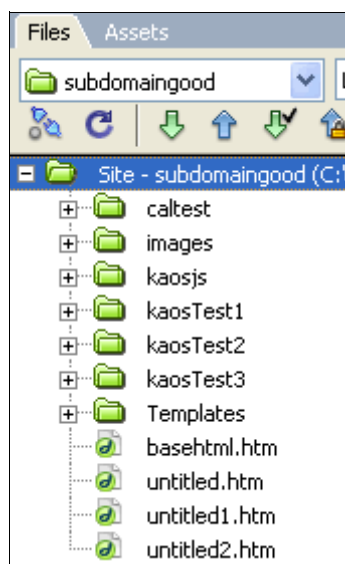 Files Assets
subdomaingood
Site - subdomaingood (C:\
caltest
images
kaosjs
kaosTest1
kaosTest2
kaosTest3
Templates
basehtml.htm
untitled.htm
untitled1.htm
untitled2.htm